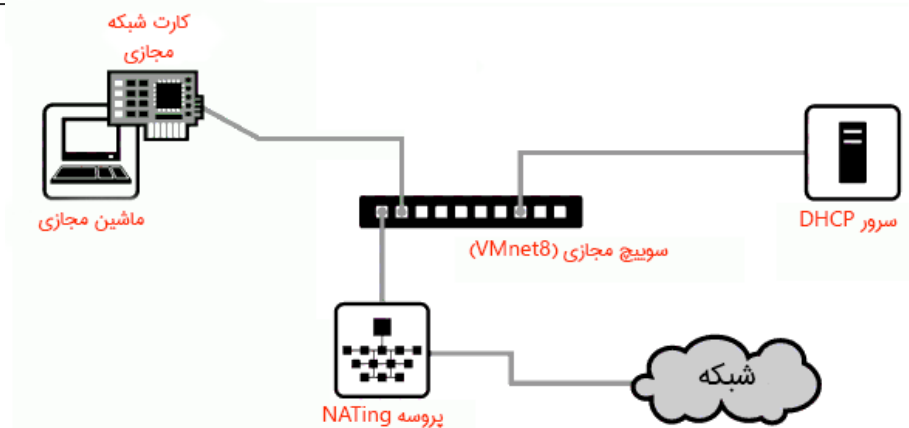 کارت شبکه
مجازی
ماشین مجازی
سرور DHCP
سوییچ مجازی (VMnet8)
شبکه
پروسه NATing